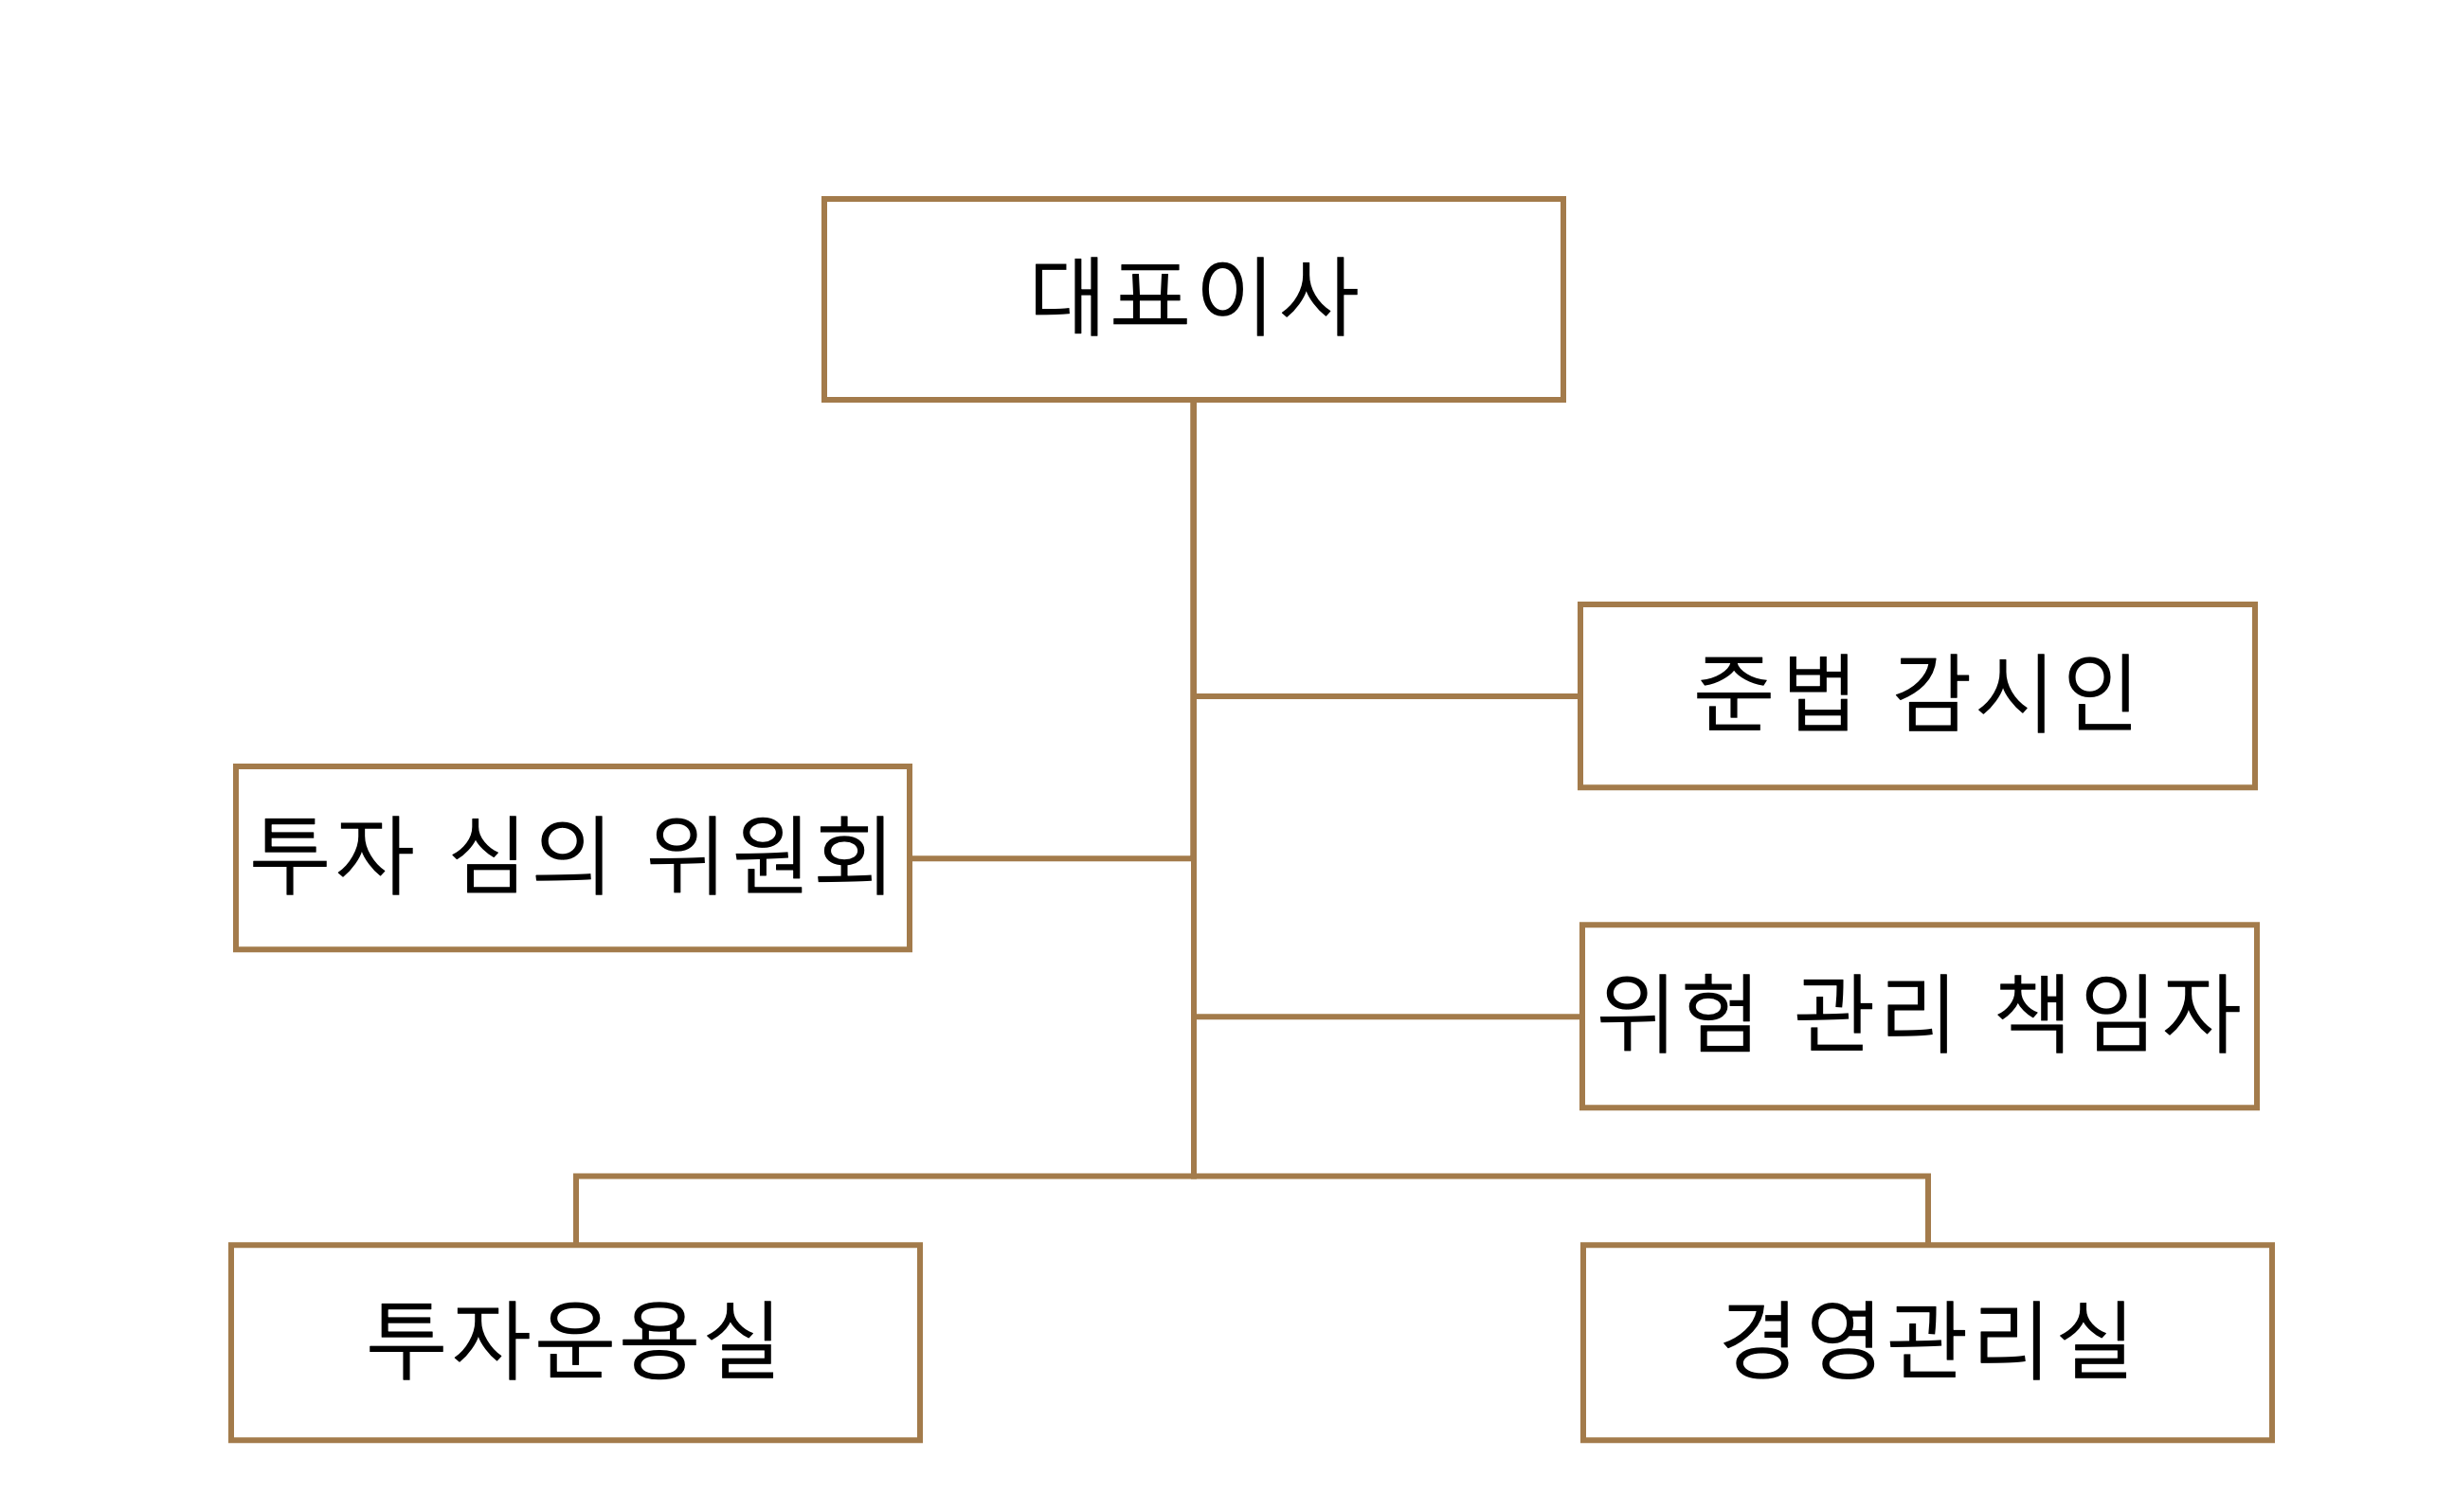 대표이사
준법 감시인
투자 심의 위원회
위험 관리 책임자
투자운용실
경영관리실